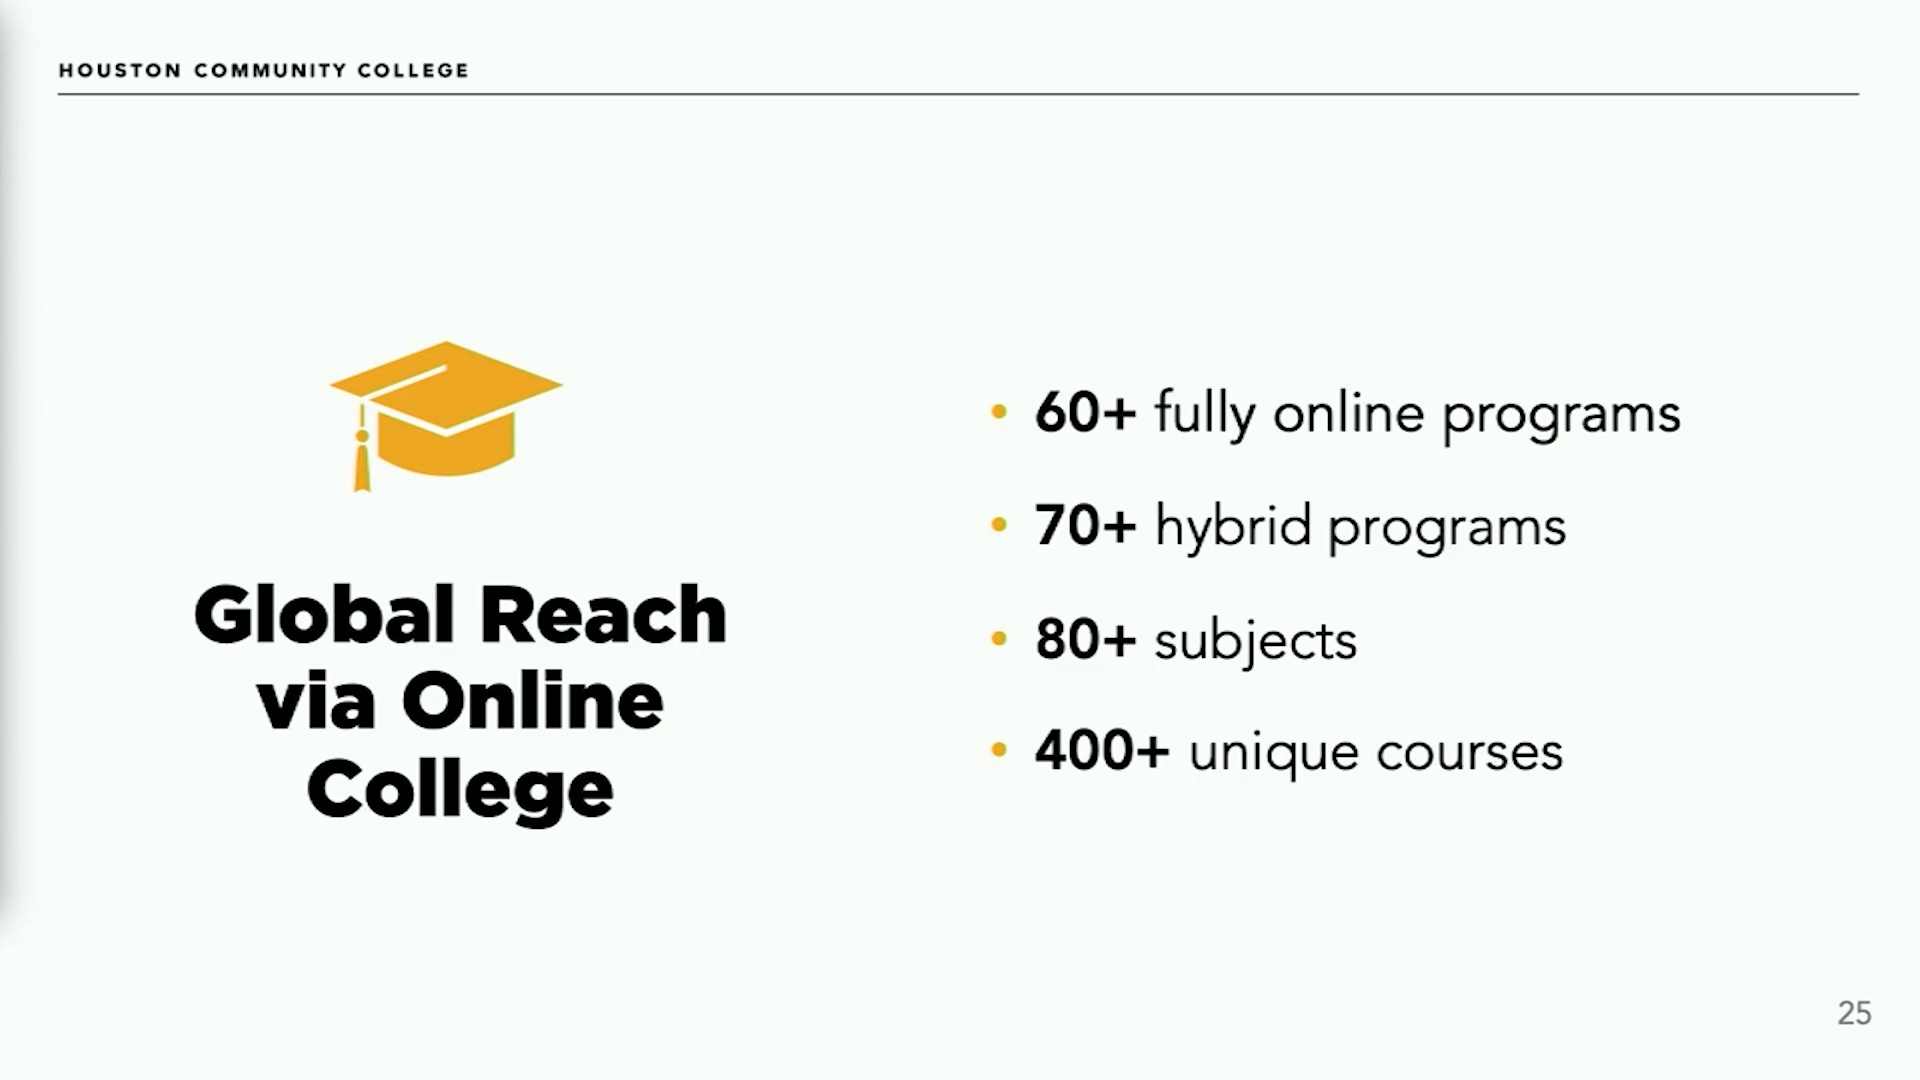 HOUSTON COMMUNITY COLLEGE
Global Reach
via Online
College
• 60+ fully online programs
• 70+ hybrid programs
• 80+ subjects
• 400+ unique courses
25